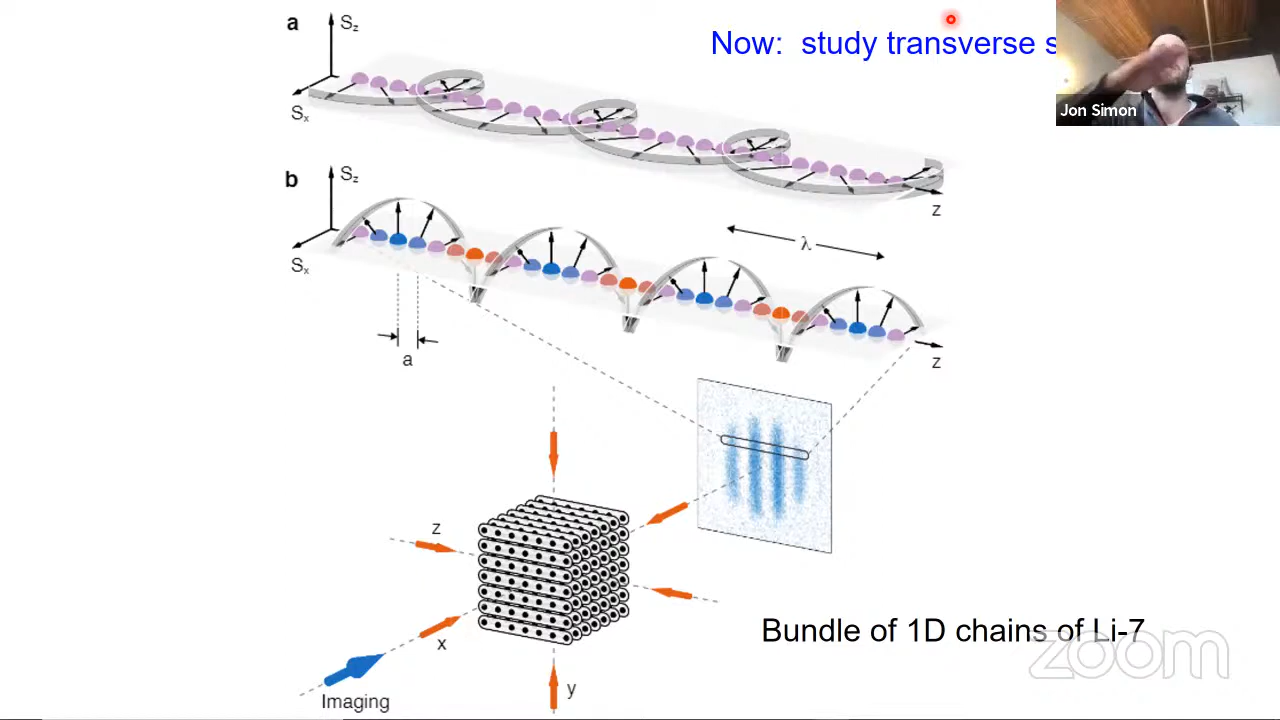 a
Sz
Now: study transverse s
Jon Simon
Sx
z
b
Sz
λ
Sx
z
a
z
x
Bundle of 1D chains of Li-7
zoom
y
Imaging